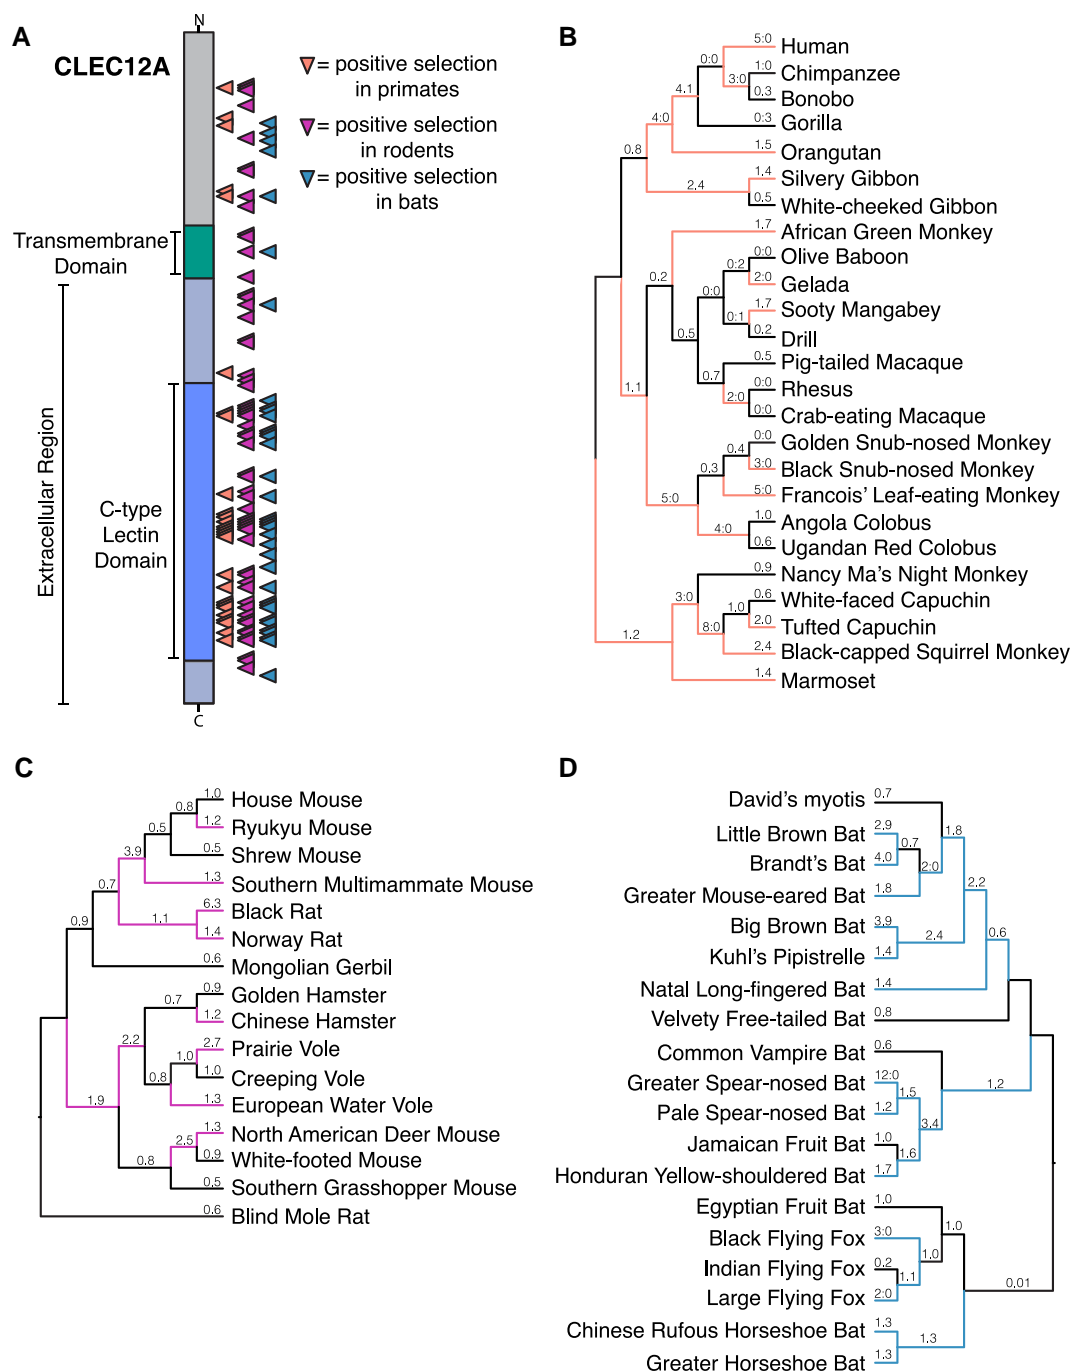 A
N
CLEC12A
= positive selection
in primates
= positive selection
in rodents
= positive selection
in bats
Transmembrane
Domain
Extracellular Region
C-type
Lectin
Domain
C
B
5:0
Human
0:0
1:0
Chimpanzee
3:0
0.3
Bonobo
4.1
0:3
Gorilla
4:0
1.5
Orangutan
0.8
1.4
Silvery Gibbon
2.4
0.5
White-cheeked Gibbon
1.7
African Green Monkey
0:0
Olive Baboon
0:2
2:0
Gelada
0.2
0:0
1.7
Sooty Mangabey
0:1
0.2
Drill
0.5
0.5
Pig-tailed Macaque
0.7
0:0
Rhesus
2:0
0:0
Crab-eating Macaque
1.1
0:0
Golden Snub-nosed Monkey
0.4
3:0
Black Snub-nosed Monkey
0.3
5:0
Francois' Leaf-eating Monkey
5:0
1.0
Angola Colobus
4:0
0.6
Ugandan Red Colobus
0.9
Nancy Ma's Night Monkey
3:0
0.6
White-faced Capuchin
1.0
2.0
Tufted Capuchin
8:0
2.4
Black-capped Squirrel Monkey
1.2
1.4
Marmoset
C
1.0
House Mouse
0.8
1.2
Ryukyu Mouse
0.5
0.5
Shrew Mouse
3.9
1.3
Southern Multimammate Mouse
0.7
6.3
Black Rat
1.1
1.4
Norway Rat
0.9
0.6
Mongolian Gerbil
0.9
Golden Hamster
0.7
1.2
Chinese Hamster
2.2
2.7
Prairie Vole
1.0
1.0
Creeping Vole
0.8
1.3
European Water Vole
1.9
1.3
North American Deer Mouse
2.5
0.9
White-footed Mouse
0.8
0.5
Southern Grasshopper Mouse
0.6
Blind Mole Rat
D
David's myotis
0.7
Little Brown Bat
2.9
1.8
0.7
Brandt's Bat
4.0
2:0
Greater Mouse-eared Bat
1.8
2.2
Big Brown Bat
3.9
2.4
0.6
Kuhl's Pipistrelle
1.4
Natal Long-fingered Bat
1.4
Velvety Free-tailed Bat
0.8
Common Vampire Bat
0.6
Greater Spear-nosed Bat
12:0
1.5
1.2
Pale Spear-nosed Bat
1.2
3.4
Jamaican Fruit Bat
1.0
1.6
Honduran Yellow-shouldered Bat
1.7
Egyptian Fruit Bat
1.0
1.0
Black Flying Fox
3:0
1.0
Indian Flying Fox
0.2
1.1
0.01
Large Flying Fox
2:0
Chinese Rufous Horseshoe Bat
1.3
1.3
Greater Horseshoe Bat
1.3